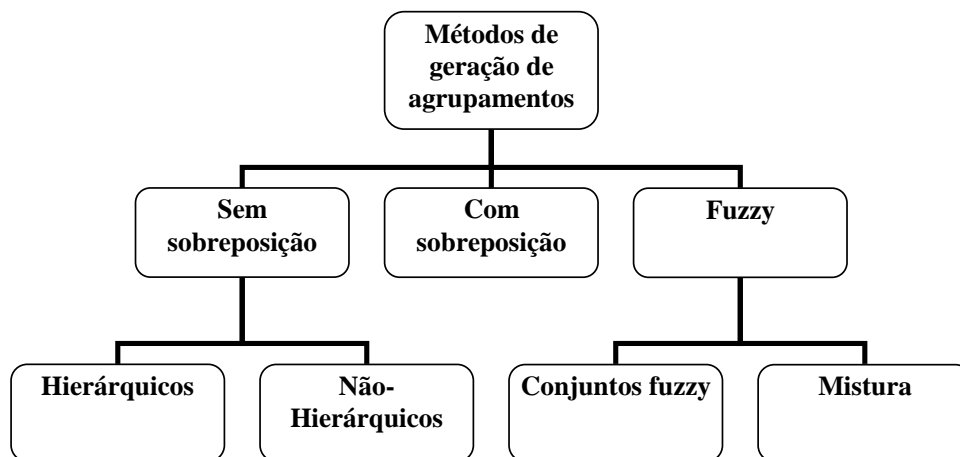 Métodos de
geração de
agrupamentos
Sem
sobreposição
Com
sobreposição
Fuzzy
Hierárquicos
Não-
Hierárquicos
Conjuntos fuzzy
Mistura